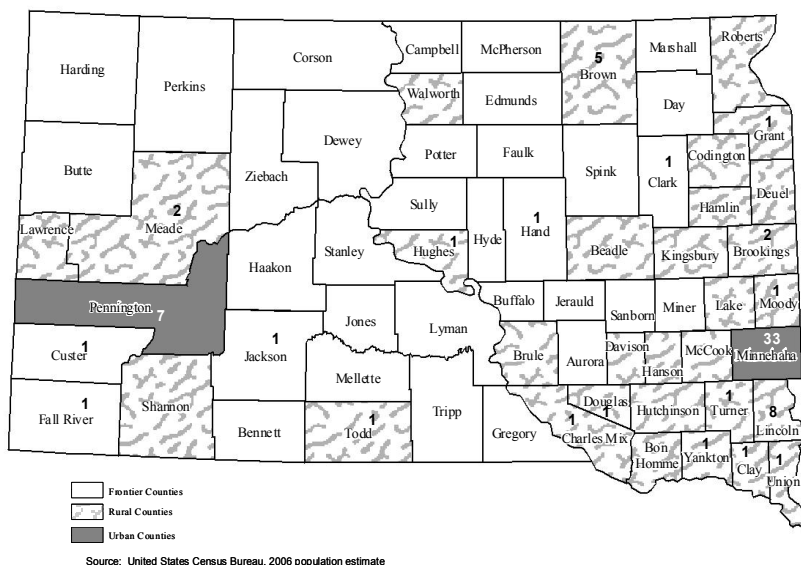 Harding
Perkins
Corson
Campbell
McPherson
5
Brown
Marshall
Roberts
Walworth
Edmunds
Day
Butte
Ziebach
Dewey
Potter
Faulk
Spink
1
Clark
Codington
1
Grant
Deuel
Hamlin
Lawrence
2
Meade
Sully
Hyde
1
Hand
Haakon
Stanley
Hughes
1
Beadle
Kingsbury
2
Brookings
Pennington
7
Jones
Lyman
Buffalo
Jerauld
Sanborn
Miner
Lake
1
Moody
1
Custer
1
Jackson
Mellette
Brule
Aurora
Davison
Hanson
McCook
33
Minnehaha
1
Fall River
Shannon
Bennett
1
Todd
Tripp
Gregory
1
Charles Mix
Douglas
1
Hutchinson
1
Turner
8
Lincoln
Bon
Homme
1
Yankton
1
Clay
1
Union
Frontier Counties
Rural Counties
Urban Counties
Source: United States Census Bureau, 2006 population estimate